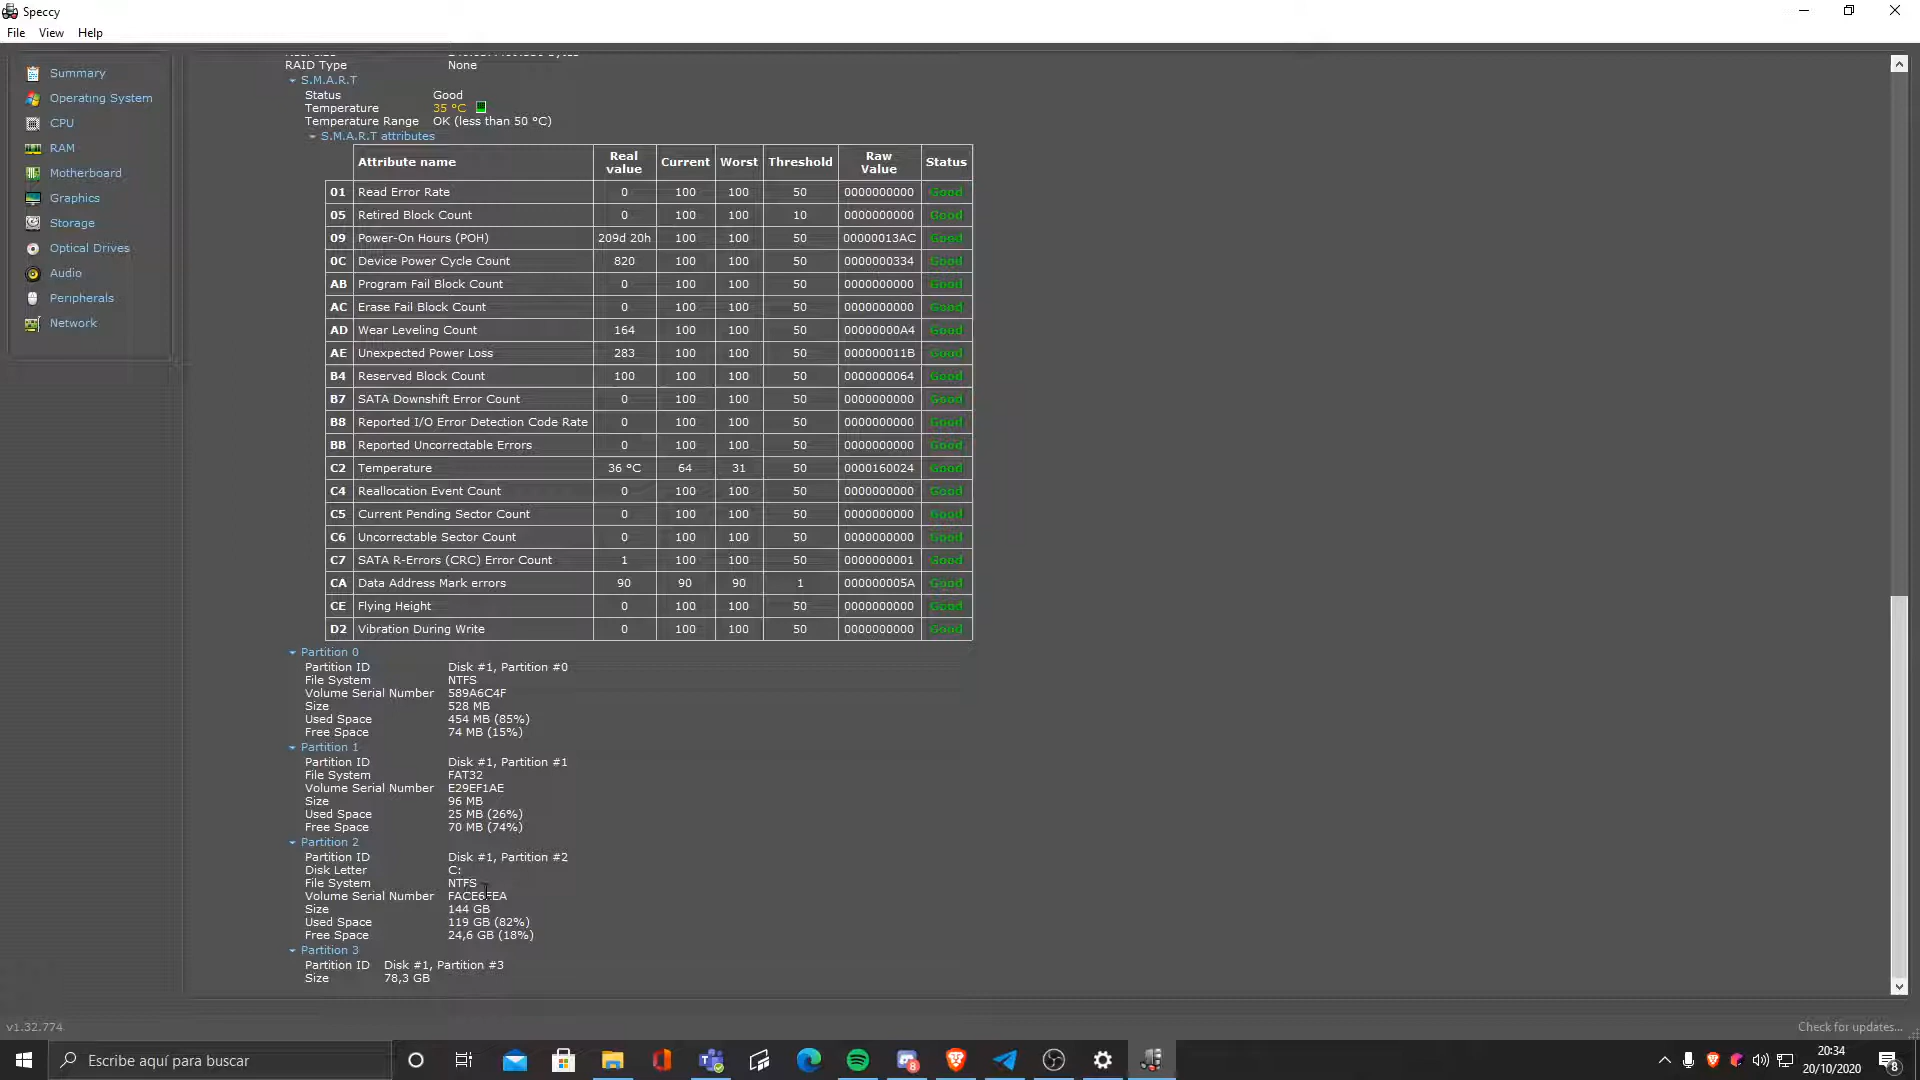 Speccy
File View Help
Summary
Operating System
CPU
RAM
Motherboard
Graphics
Storage
Optical Drives
Audio
Peripherals
Network
RAID Type None
S.M.A.R.T
Status Good
Temperature 35 °C
Temperature Range OK (less than 50 °C)
S.M.A.R.T attributes
Attribute name Real value Current Worst Threshold Raw Value Status
01 Read Error Rate 0 100 100 50 0000000000 Good
05 Retired Block Count 0 100 100 10 0000000000 Good
09 Power-On Hours (POH) 209d 20h 100 100 50 00000013AC Good
0C Device Power Cycle Count 820 100 100 50 0000000334 Good
AB Program Fail Block Count 0 100 100 50 0000000000 Good
AC Erase Fail Block Count 0 100 100 50 0000000000 Good
AD Wear Leveling Count 164 100 100 50 00000000A4 Good
AE Unexpected Power Loss 283 100 100 50 000000011B Good
B4 Reserved Block Count 100 100 100 50 0000000064 Good
B7 SATA Downshift Error Count 0 100 100 50 0000000000 Good
B8 Reported I/O Error Detection Code Rate 0 100 100 50 0000000000 Good
BB Reported Uncorrectable Errors 0 100 100 50 0000000000 Good
C2 Temperature 36 °C 64 31 50 0000160024 Good
C4 Reallocation Event Count 0 100 100 50 0000000000 Good
C5 Current Pending Sector Count 0 100 100 50 0000000000 Good
C6 Uncorrectable Sector Count 0 100 100 50 0000000000 Good
C7 SATA R-Errors (CRC) Error Count 1 100 100 50 0000000001 Good
CA Data Address Mark errors 90 90 90 1 000000005A Good
CE Flying Height 0 100 100 50 0000000000 Good
D2 Vibration During Write 0 100 100 50 0000000000 Good
Partition 0
Partition ID Disk #1, Partition #0
File System NTFS
Volume Serial Number 589A6C4F
Size 528 MB
Used Space 454 MB (85%)
Free Space 74 MB (15%)
Partition 1
Partition ID Disk #1, Partition #1
File System FAT32
Volume Serial Number E29EF1AE
Size 96 MB
Used Space 25 MB (26%)
Free Space 70 MB (74%)
Partition 2
Partition ID Disk #1, Partition #2
Disk Letter C:
File System NTFS
Volume Serial Number
Size 144 GB
Used Space 119 GB (82%)
Free Space 24,6 GB (18%)
Partition 3
Partition ID Disk #1, Partition #3
Size 78,3 GB
v1.32.774
Check for updates...
Escribe aquí para buscar
20:34
20/10/2020
8
8